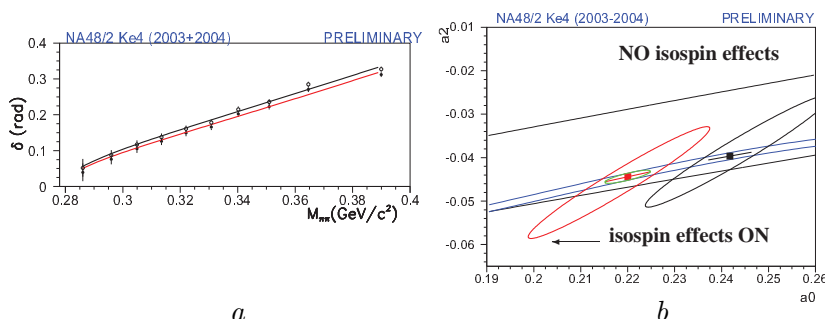 NA48/2 Ke4 (2003+2004) PRELIMINARY
δ (rad)
0.4
0.3
0.2
0.1
0
0.28 0.3 0.32 0.34 0.36 0.38 0.4
Mππ(GeV/c²)
a
NA48/2 Ke4 (2003-2004) PRELIMINARY
a2
-0.01
-0.02
-0.03
-0.04
-0.05
-0.06
NO isospin effects
isospin effects ON
0.19 0.2 0.21 0.22 0.23 0.24 0.25 0.26
a0
b